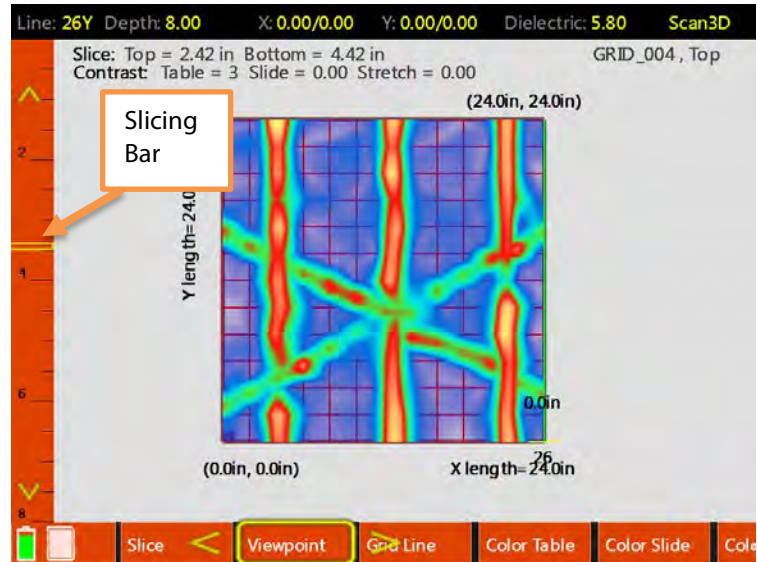 Line: 26Y Depth: 8.00 X: 0.00/0.00 Y: 0.00/0.00 Dielectric: 5.80 Scan3D
Slice: Top = 2.42 in Bottom = 4.42 in GRID_004 , Top
Contrast: Table = 3 Slide = 0.00 Stretch = 0.00
(24.0in, 24.0in)
Slicing
Bar
2
4
6
8
Y length= 24.0
0.0in
26
(0.0in, 0.0in) X length= 24.0in
Slice < Viewpoint > Grid Line Color Table Color Slide